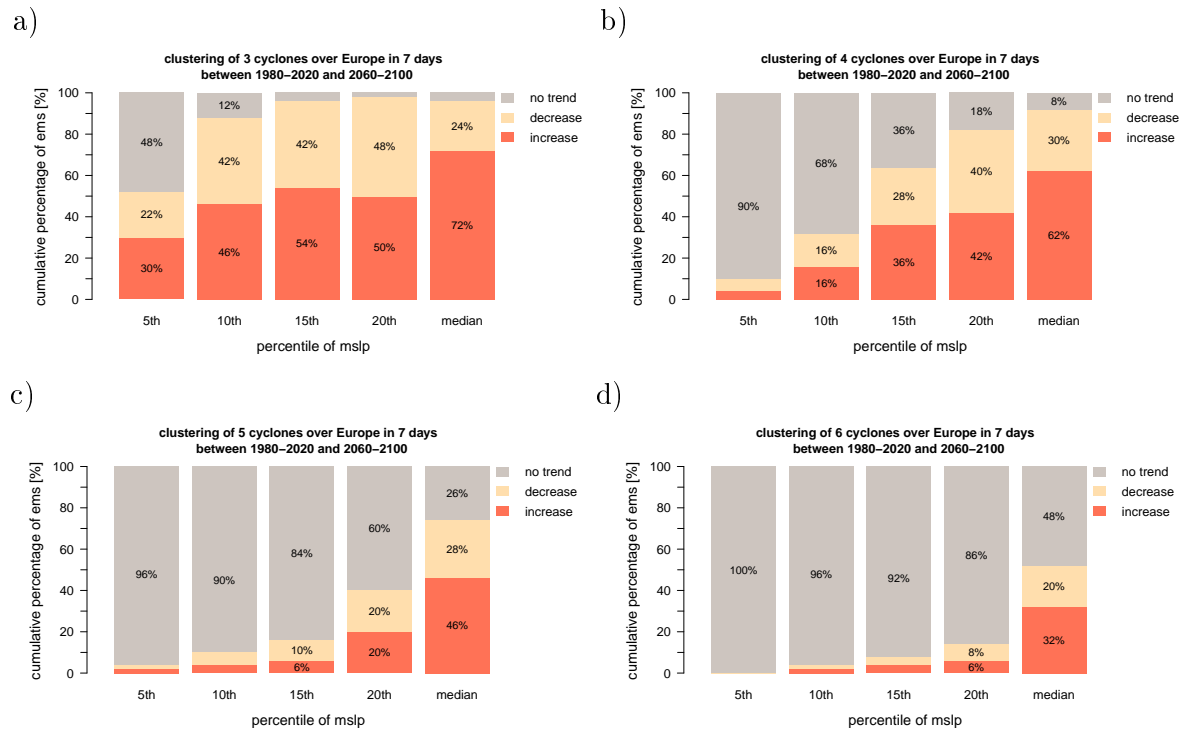 a)
clustering of 3 cyclones over Europe in 7 days
between 1980−2020 and 2060−2100
cumulative percentage of ems [%]
100
80
60
40
20
0
48%
22%
30%
12%
42%
46%
42%
54%
48%
50%
24%
72%
5th 10th 15th 20th median
percentile of mslp
no trend
decrease
increase
b)
clustering of 4 cyclones over Europe in 7 days
between 1980−2020 and 2060−2100
cumulative percentage of ems [%]
100
80
60
40
20
0
90%
68%
16%
16%
36%
28%
36%
18%
40%
42%
8%
30%
62%
5th 10th 15th 20th median
percentile of mslp
no trend
decrease
increase
c)
clustering of 5 cyclones over Europe in 7 days
between 1980−2020 and 2060−2100
cumulative percentage of ems [%]
100
80
60
40
20
0
96%
90%
84%
10%
6%
60%
20%
20%
26%
28%
46%
5th 10th 15th 20th median
percentile of mslp
no trend
decrease
increase
d)
clustering of 6 cyclones over Europe in 7 days
between 1980−2020 and 2060−2100
cumulative percentage of ems [%]
100
80
60
40
20
0
100%
96%
92%
86%
8%
6%
48%
20%
32%
5th 10th 15th 20th median
percentile of mslp
no trend
decrease
increase